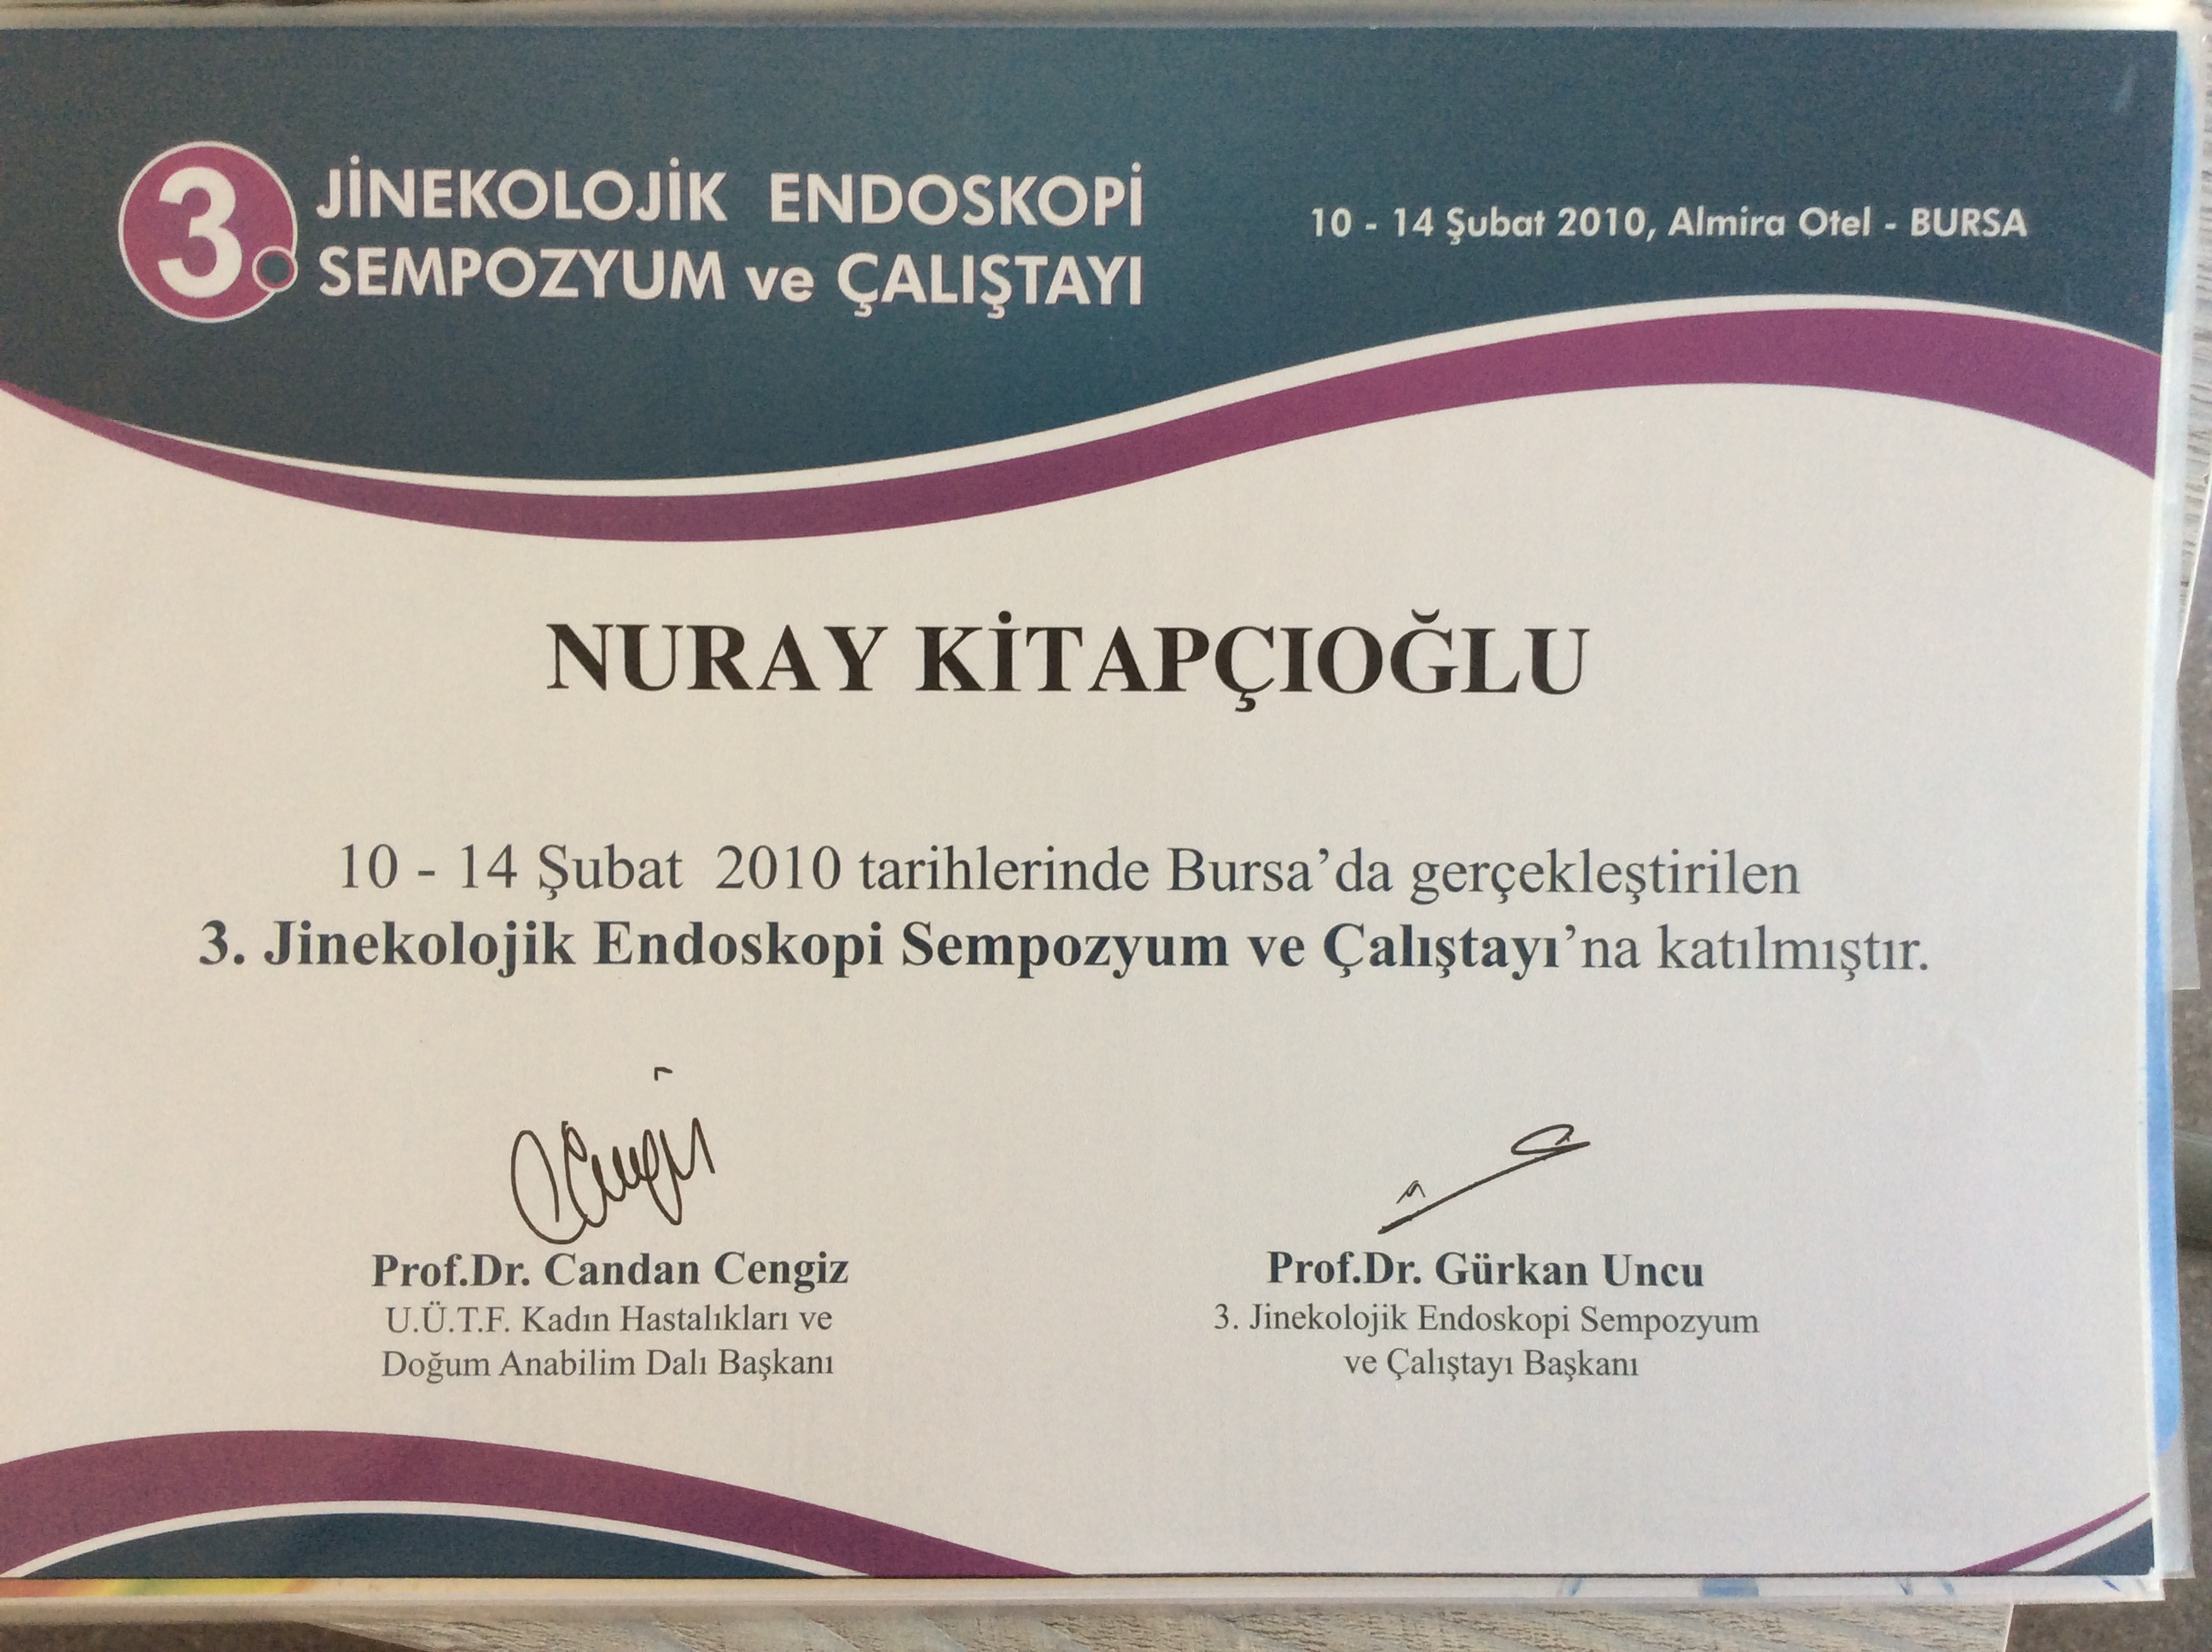 3. JİNEKOLOJİK ENDOSKOPİ
SEMPOZYUM ve ÇALIŞTAYI
10 - 14 Şubat 2010, Almira Otel - BURSA
NURAY KİTAPÇIOĞLU
10 - 14 Şubat 2010 tarihlerinde Bursa’da gerçekleştirilen
3. Jinekolojik Endoskopi Sempozyum ve Çalıştayı’na katılmıştır.
Prof.Dr. Candan Cengiz
U.Ü.T.F. Kadın Hastalıkları ve
Doğum Anabilim Dalı Başkanı
Prof.Dr. Gürkan Uncu
3. Jinekolojik Endoskopi Sempozyum
ve Çalıştayı Başkanı